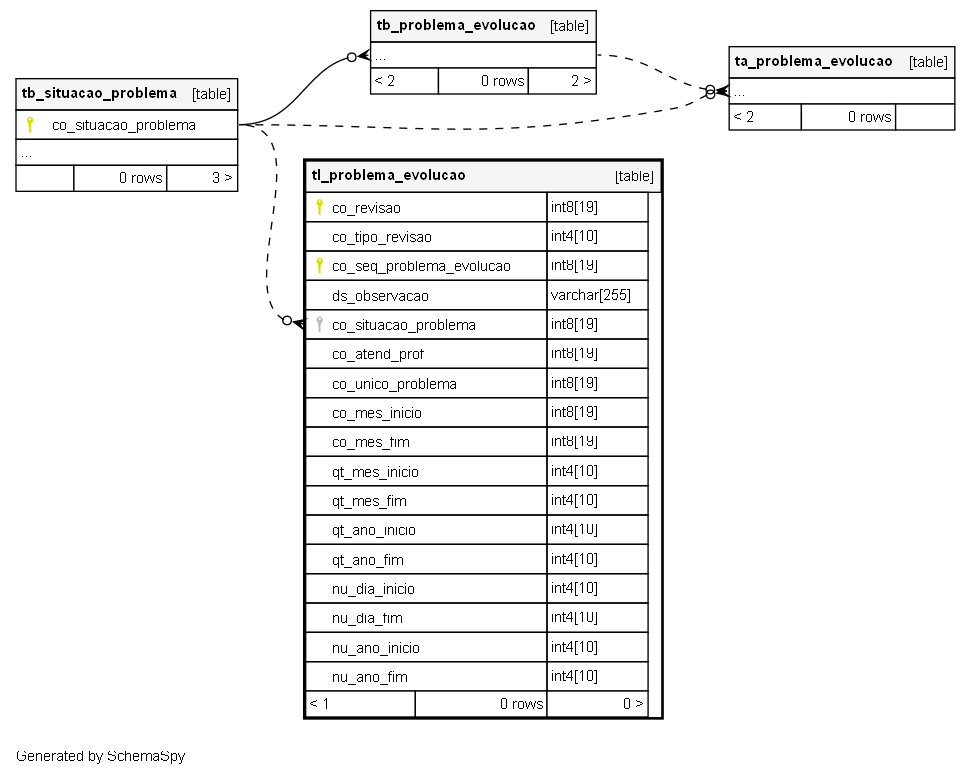 tb_problema_evolucao [table]
...
< 2 0 rows 2 >
ta_problema_evolucao [table]
...
< 2 0 rows
tb_situacao_problema [table]
co_situacao_problema
...
0 rows 3 >
tl_problema_evolucao [table]
co_revisao int8[19]
co_tipo_revisao int4[10]
co_seq_problema_evolucao int8[19]
ds_observacao varchar[255]
co_situacao_problema int8[19]
co_atend_prof int8[19]
co_unico_problema int8[19]
co_mes_inicio int8[19]
co_mes_fim int8[19]
qt_mes_inicio int4[10]
qt_mes_fim int4[10]
qt_ano_inicio int4[10]
qt_ano_fim int4[10]
nu_dia_inicio int4[10]
nu_dia_fim int4[10]
nu_ano_inicio int4[10]
nu_ano_fim int4[10]
< 1 0 rows 0 >
Generated by SchemaSpy